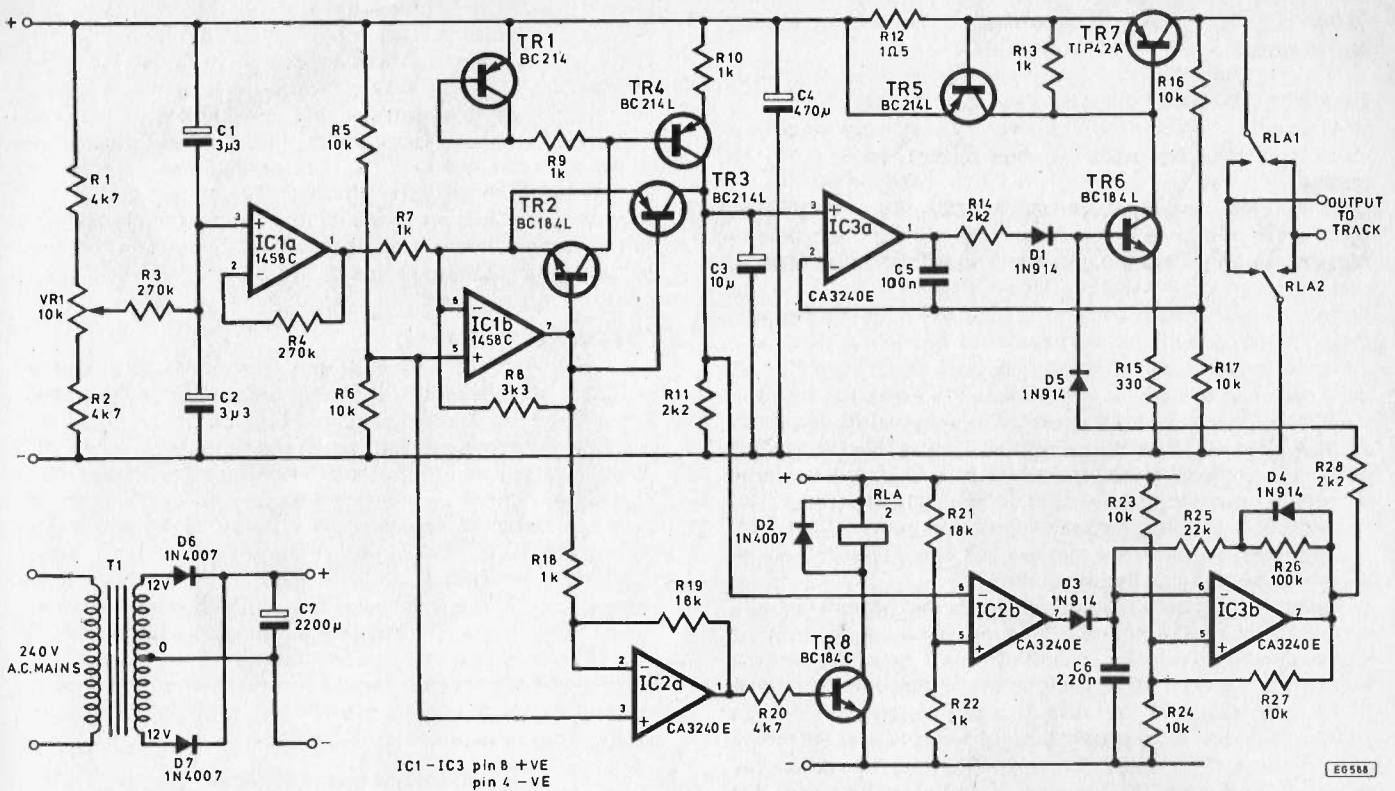 +
TR1
BC214
R10
1k
TR4
BC214L
R12
1Ω5
R13
1k
TR7
TIP42A
TR5
BC214L
R16
10k
C4
470µ
RLA1
C1
3µ3
R5
10k
R9
1k
R1
4k7
TR3
BC214L
TR6
BC184L
OUTPUT
TO
TRACK
TR2
BC184L
3
+
IC1a
1458C
1
2
-
R7
1k
3
+
IC3a
1
2
-
CA3240E
R14
2k2
D1
1N914
R3
270k
VR1
10k
R4
270k
C3
10µ
C5
100n
RLA2
6
-
IC1b
1458C
7
5
+
R15
330
R17
10k
D5
1N914
R8
3k3
R2
4k7
C2
3µ3
R6
10k
R11
2k2
-
+
RLA
2
D2
1N4007
R21
18k
R23
10k
D4
1N914
R28
2k2
R25
22k
R26
100k
D6
1N4007
T1
12V
+
R18
1k
R19
18k
6
-
IC2b
7
5
+
CA3240E
D3
1N914
6
-
IC3b
7
5
+
CA3240E
C7
2200µ
240V
A.C.MAINS
0
TR8
BC184C
2
-
IC2a
1
3
+
CA3240E
R20
4k7
C6
220n
R22
1k
R24
10k
R27
10k
12V
-
D7
1N4007
IC1-IC3 pin 8 +VE
pin 4 -VE
-
EG588